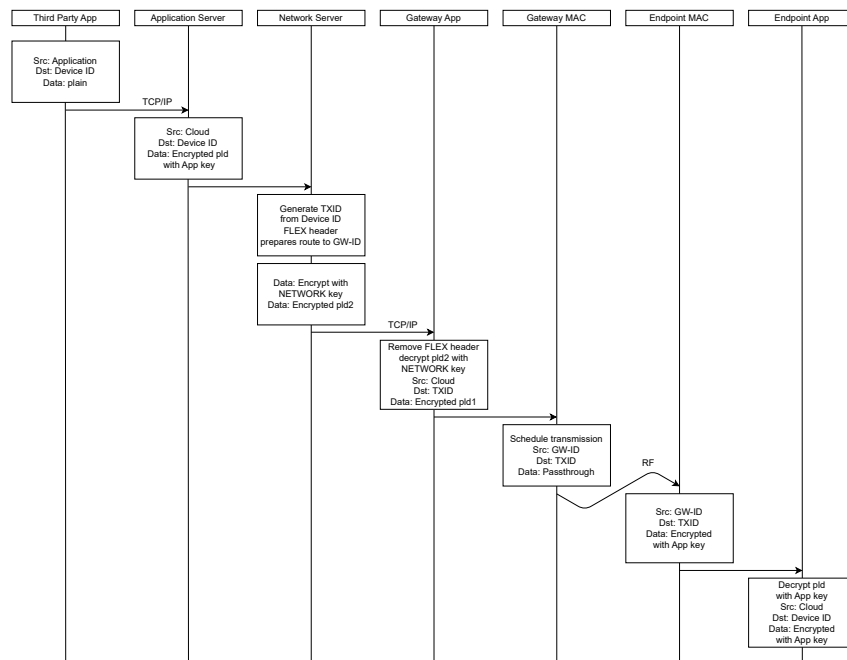 Third Party App
Application Server
Network Server
Gateway App
Gateway MAC
Endpoint MAC
Endpoint App
Src: Application
Dst: Device ID
Data: plain
TCP/IP
Src: Cloud
Dst: Device ID
Data: Encrypted pld
with App key
Generate TXID
from Device ID
FLEX header
prepares route to GW-ID
Data: Encrypt with
NETWORK key
Data: Encrypted pld2
TCP/IP
Remove FLEX header
decrypt pld2 with
NETWORK key
Src: Cloud
Dst: TXID
Data: Encrypted pld1
Schedule transmission
Src: GW-ID
Dst: TXID
Data: Passthrough
RF
Src: GW-ID
Dst: TXID
Data: Encrypted
with App key
Decrypt pld
with App key
Src: Cloud
Dst: Device ID
Data: Encrypted
with App key